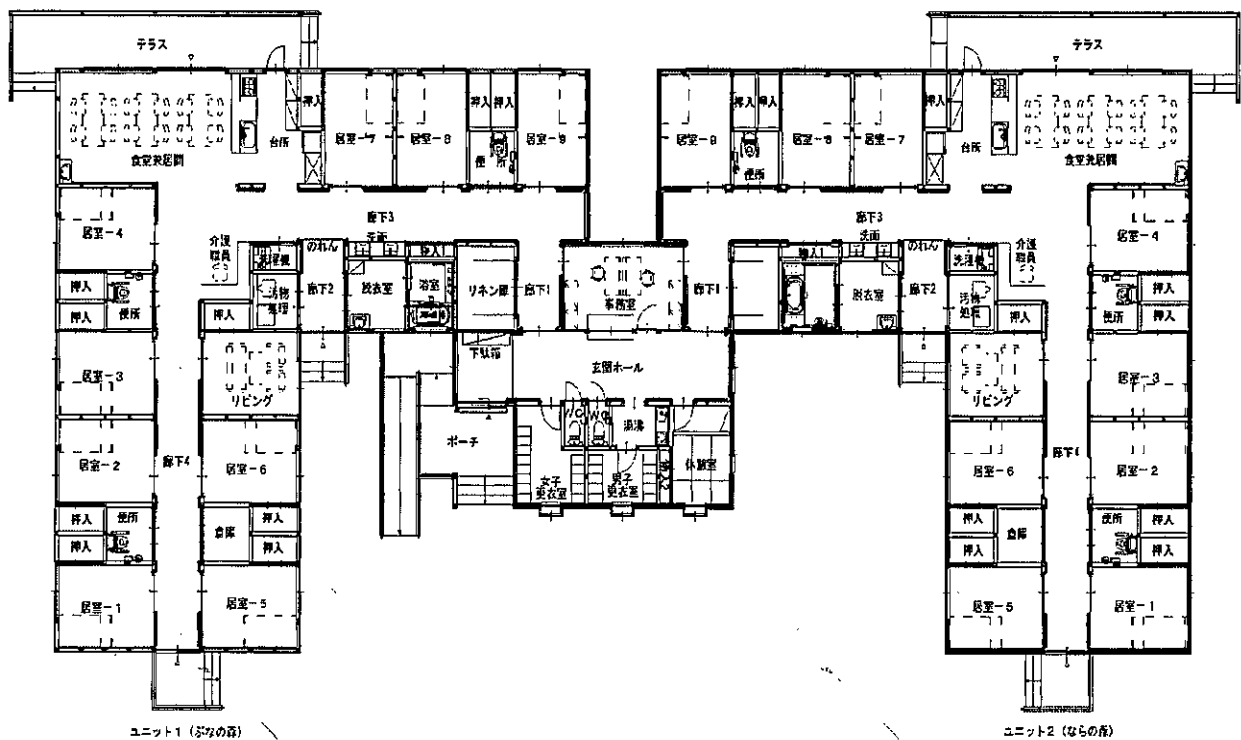 テラス
テラス
押入
居室-7
居室-8
押入
押入
居室-9
台所
便所
食堂兼居間
居室-9
押入
押入
居室-8
居室-7
押入
台所
便所
食堂兼居間
居室-4
廊下3
洗面
廊下3
洗面
居室-4
介護
職員
洗濯機
のれん
押入1
押入1
のれん
洗濯機
介護
職員
押入
押入
便所
汚物
処理
廊下2
脱衣室
浴室
リネン庫
廊下1
事務室
廊下1
脱衣室
廊下2
汚物
処理
便所
押入
押入
押入
押入
居室-3
リビング
下駄箱
玄関ホール
リビング
居室-3
WC
WC
湯沸
ポーチ
居室-2
廊下4
居室-6
女子
更衣室
男子
更衣室
押入2
休憩室
居室-6
廊下4
居室-2
押入
押入
便所
倉庫
押入
押入
押入
押入
倉庫
便所
押入
押入
居室-1
居室-5
居室-5
居室-1
ユニット1 (ぶなの森)
ユニット2 (ならの森)